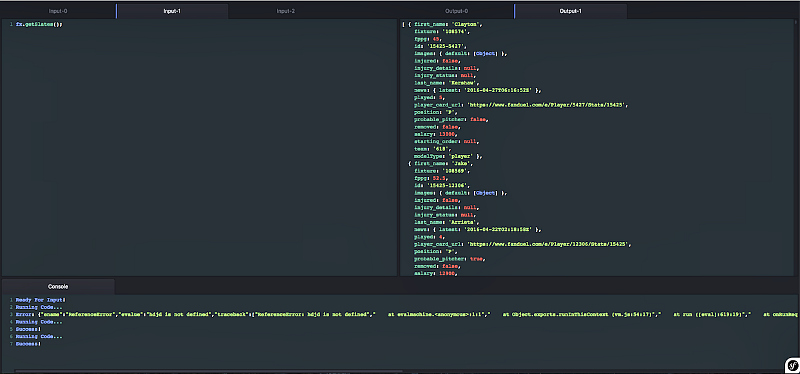 Input-0
Input-1
Input-2
Output-0
Output-1
1 fx.getSlates();
[ { first_name: 'Clayton',
fixture: '108574',
fppg: 45,
id: '15425-5427',
images: { default: [Object] },
injured: false,
injury_details: null,
injury_status: null,
last_name: 'Kershaw',
news: { latest: '2016-04-27T06:16:52Z' },
played: 5,
player_card_url: 'https://www.fanduel.com/e/Player/5427/Stats/15425',
position: 'P',
probable_pitcher: false,
removed: false,
salary: 13000,
starting_order: null,
team: '618',
modelType: 'player' },
{ first_name: 'Jake',
fixture: '108569',
fppg: 52.5,
id: '15425-12306',
images: { default: [Object] },
injured: false,
injury_details: null,
injury_status: null,
last_name: 'Arrieta',
news: { latest: '2016-04-22T02:18:58Z' },
played: 4,
player_card_url: 'https://www.fanduel.com/e/Player/12306/Stats/15425',
position: 'P',
probable_pitcher: true,
removed: false,
salary: 12900,
Console
1 Ready For Input!
2 Running Code...
3 Error: {"ename":"ReferenceError","evalue":"hdjd is not defined","traceback":["ReferenceError: hdjd is not defined"," at evalmachine.<anonymous>:1:1"," at Object.exports.runInThisContext (vm.js:54:17)"," at run ([eval]:619:19)"," at onRunReq
4 Running Code...
5 Success!
6 Running Code...
7 Success!
sf